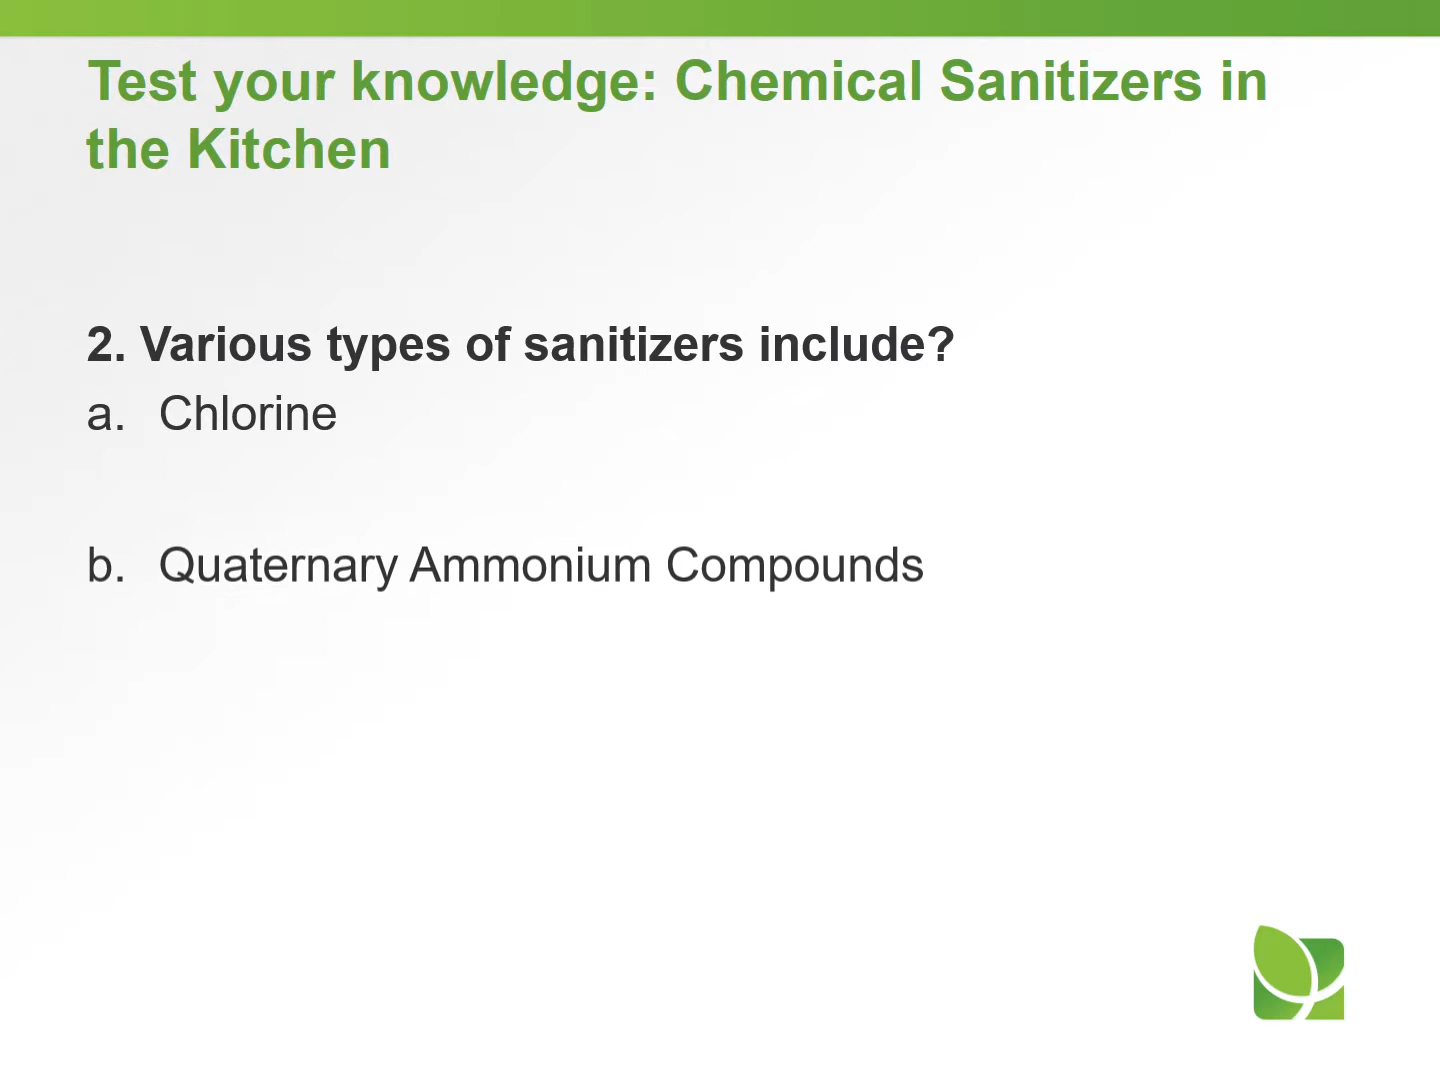 Test your knowledge: Chemical Sanitizers in
the Kitchen
2. Various types of sanitizers include?
a. Chlorine
b. Quaternary Ammonium Compounds